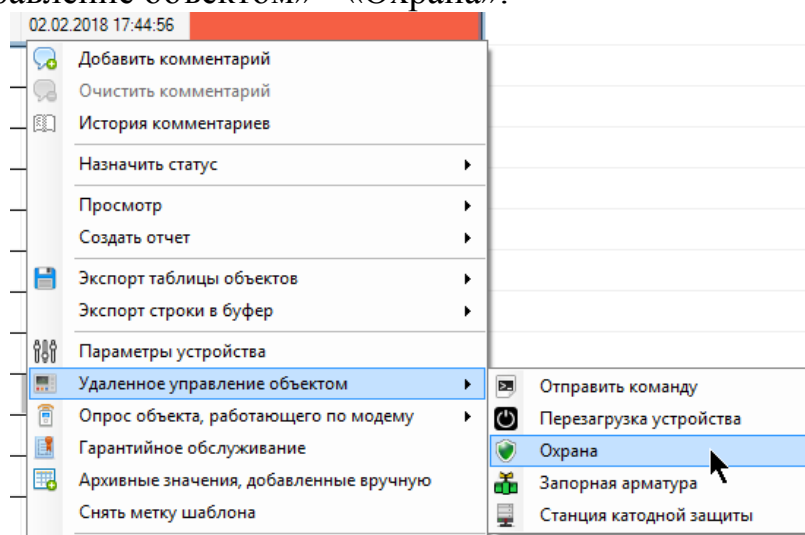 объектом» «Охрана».
02.02.2018 17:44:56
Добавить комментарий
Очистить комментарий
История комментариев
Назначить статус
Просмотр
Создать отчет
Экспорт таблицы объектов
Экспорт строки в буфер
Параметры устройства
Удаленное управление объектом
Опрос объекта, работающего по модему
Гарантийное обслуживание
Архивные значения, добавленные вручную
Снять метку шаблона
Отправить команду
Перезагрузка устройства
Охрана
Запорная арматура
Станция катодной защиты